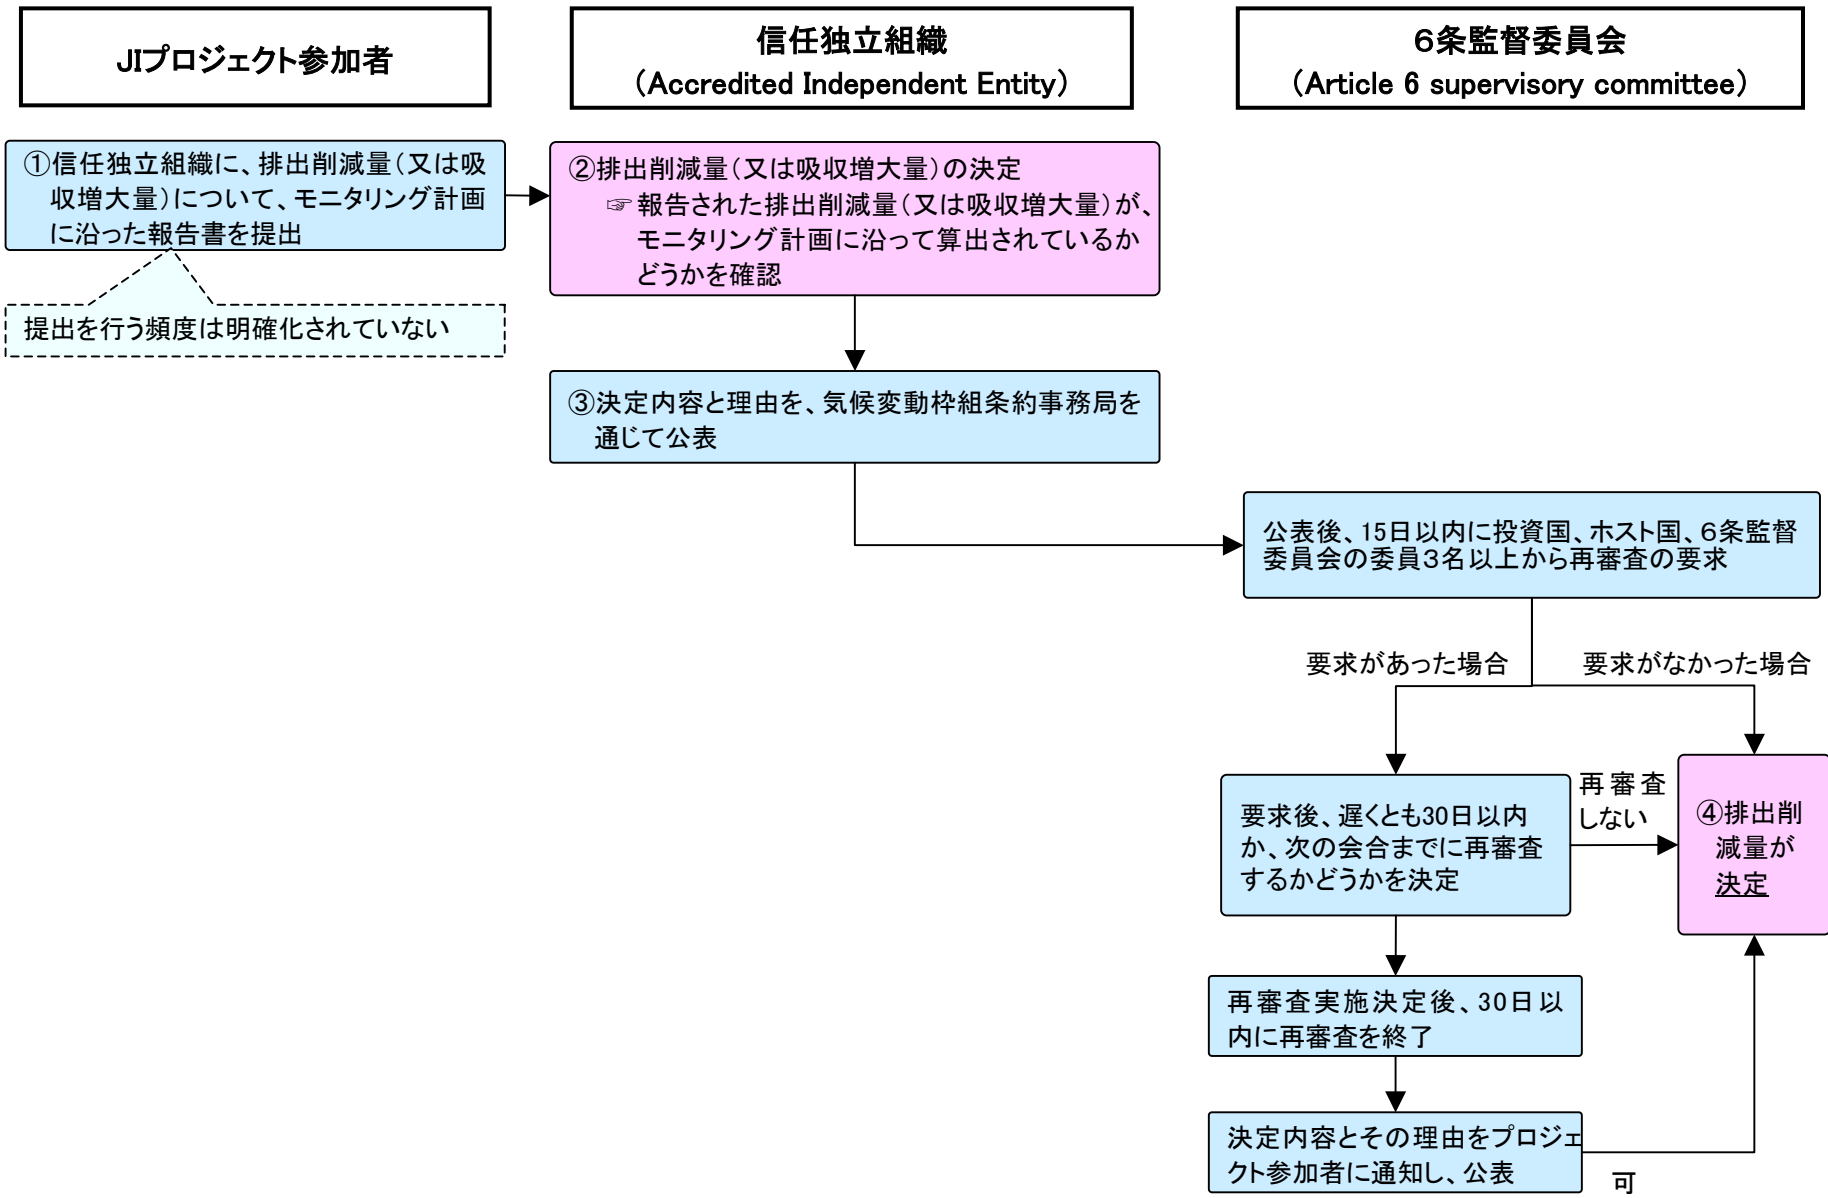 JIプロジェクト参加者
信任独立組織
（Accredited Independent Entity）
６条監督委員会
（Article 6 supervisory committee）
①信任独立組織に、排出削減量（又は吸
収増大量）について、モニタリング計画
に沿った報告書を提出
提出を行う頻度は明確化されていない
②排出削減量（又は吸収増大量）の決定
☞報告された排出削減量（又は吸収増大量）が、
モニタリング計画に沿って算出されているか
どうかを確認
③決定内容と理由を、気候変動枠組条約事務局を
通じて公表
公表後、15日以内に投資国、ホスト国、６条監督
委員会の委員３名以上から再審査の要求
要求があった場合
要求がなかった場合
要求後、遅くとも30日以内
か、次の会合までに再審査
するかどうかを決定
再審査
しない
④排出削
減量が
決定
再審査実施決定後、30日以
内に再審査を終了
決定内容とその理由をプロジェ
クト参加者に通知し、公表
可